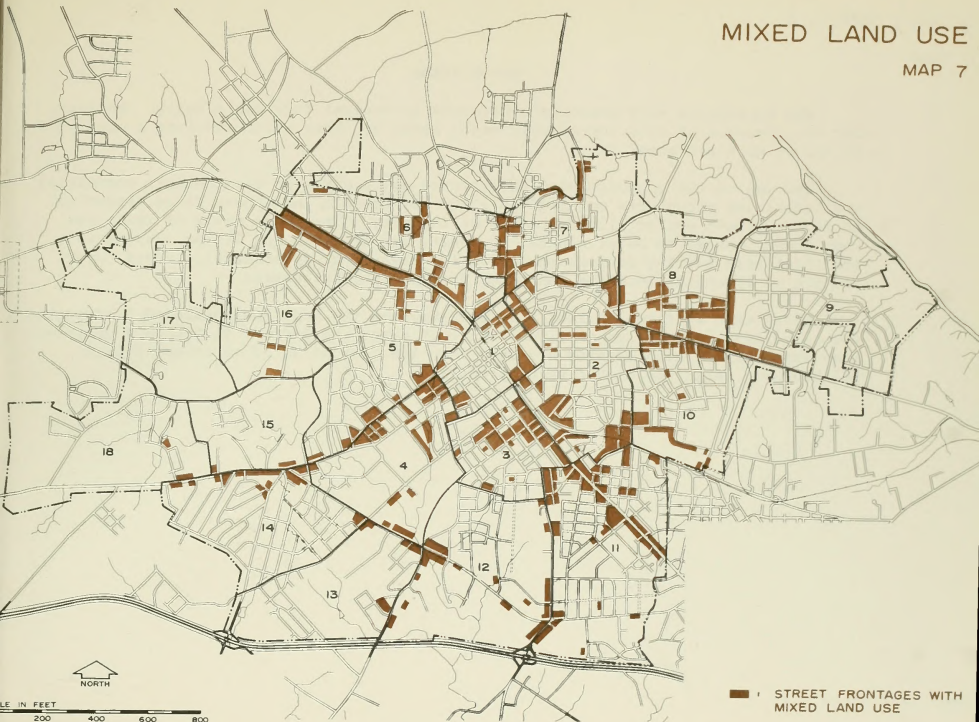 MIXED LAND USE
MAP 7
6
7
8
9
17
16
5
1
2
10
15
18
3
4
14
11
12
13
NORTH
LE IN FEET
200 400 600 800
STREET FRONTAGES WITH
MIXED LAND USE